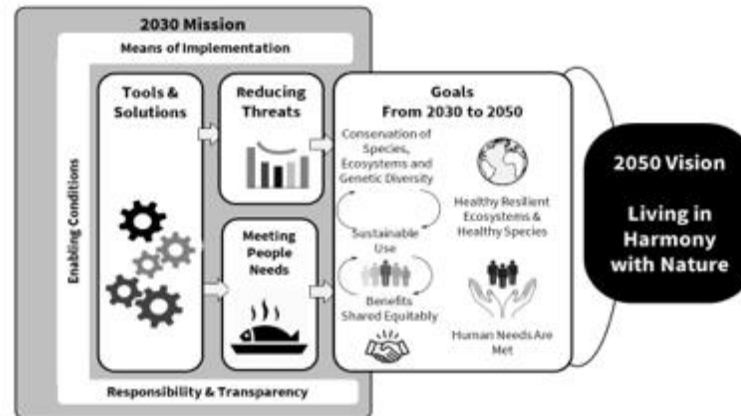 2030 Mission
Means of Implementation
Enabling Conditions
Tools &
Solutions
Reducing
Threats
Meeting
People
Needs
Goals
From 2030 to 2050
Conservation of
Species,
Ecosystems and
Genetic Diversity
Sustainable
Use
Benefits
Shared Equitably
Healthy Resilient
Ecosystems &
Healthy Species
Human Needs Are
Met
2050 Vision
Living in
Harmony
with Nature
Responsibility & Transparency